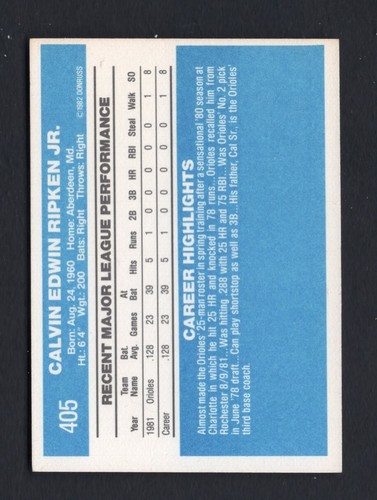 405
CALVIN EDWIN RIPKEN JR.
Born: Aug. 24, 1960 Home: Aberdeen, Md.
Ht.: 6'4" Wgt.: 200 Bats: Right Throws: Right
©1982 DONRUSS
RECENT MAJOR LEAGUE PERFORMANCE
Year Team Name Bat. Avg. Games At Bat Hits Runs 2B 3B HR RBI Steal Walk SO
1981 Orioles .128 23 39 5 1 0 0 0 0 0 1 8
Career .128 23 39 5 1 0 0 0 0 0 1 8
CAREER HIGHLIGHTS
Almost made the Orioles' 25-man roster in spring training after a sensational '80 season at
Charlotte in which he hit 25 HR and knocked in 78 runs...Orioles recalled him from
Rochester 8/9/81...Was hitting .288 with 25 HR and 75 RBI...Was Orioles' No. 2 pick
in June '78 draft...Can play shortstop as well as 3B...His father, Cal Sr., is the Orioles'
third base coach.